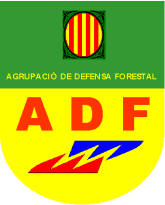 AGRUPACIÓ DE DEFENSA FORESTAL
ADF